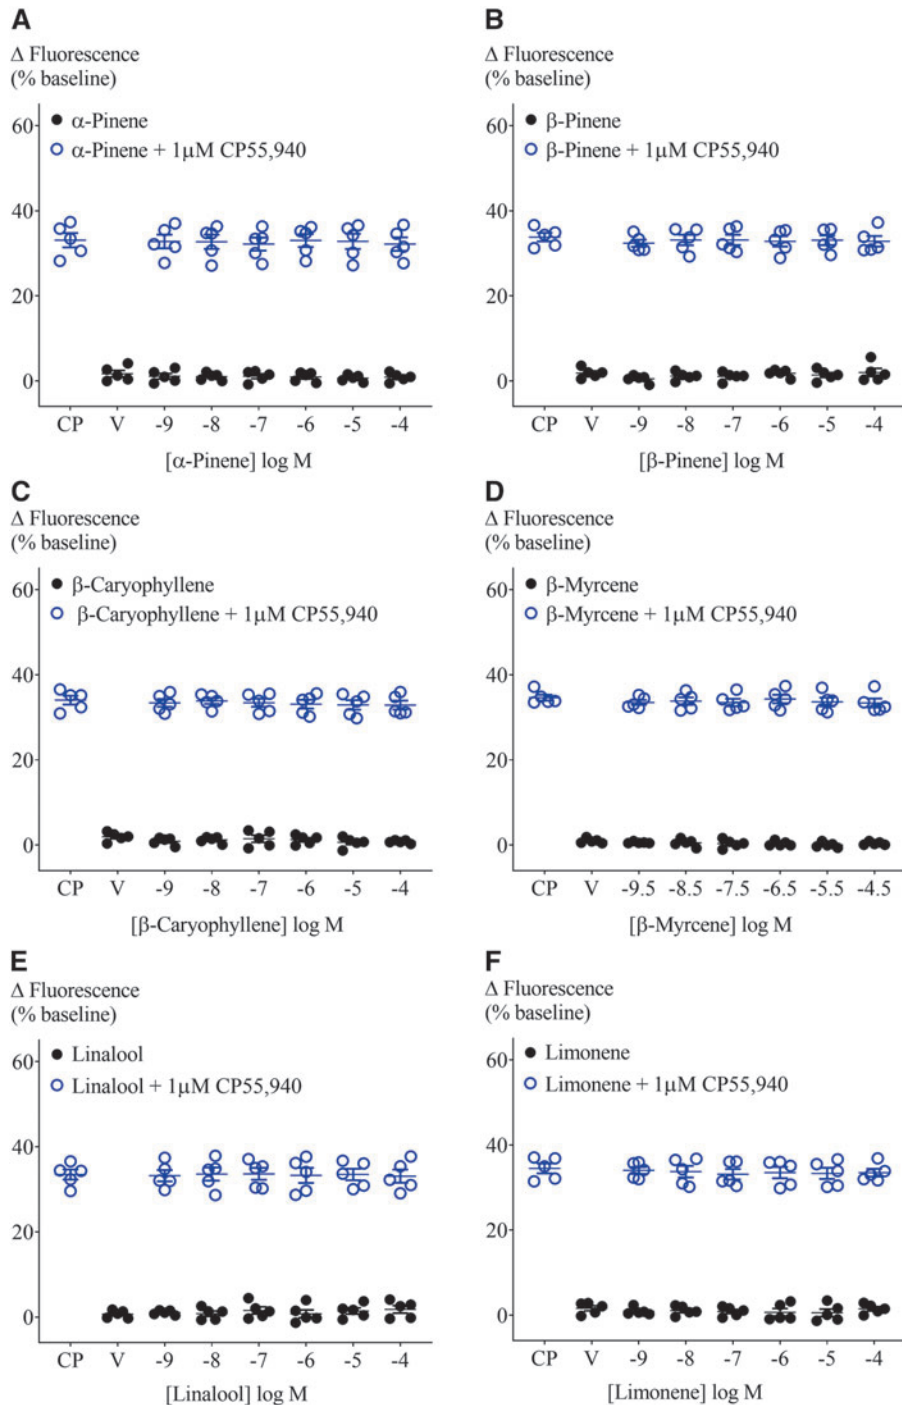 A
Δ Fluorescence
(% baseline)
α-Pinene
α-Pinene + 1μM CP55,940
60
40
20
0
CP V -9 -8 -7 -6 -5 -4
[α-Pinene] log M
B
Δ Fluorescence
(% baseline)
β-Pinene
β-Pinene + 1μM CP55,940
60
40
20
0
CP V -9 -8 -7 -6 -5 -4
[β-Pinene] log M
C
Δ Fluorescence
(% baseline)
β-Caryophyllene
β-Caryophyllene + 1μM CP55,940
60
40
20
0
CP V -9 -8 -7 -6 -5 -4
[β-Caryophyllene] log M
D
Δ Fluorescence
(% baseline)
β-Myrcene
β-Myrcene + 1μM CP55,940
60
40
20
0
CP V -9.5 -8.5 -7.5 -6.5 -5.5 -4.5
[β-Myrcene] log M
E
Δ Fluorescence
(% baseline)
Linalool
Linalool + 1μM CP55,940
60
40
20
0
CP V -9 -8 -7 -6 -5 -4
[Linalool] log M
F
Δ Fluorescence
(% baseline)
Limonene
Limonene + 1μM CP55,940
60
40
20
0
CP V -9 -8 -7 -6 -5 -4
[Limonene] log M